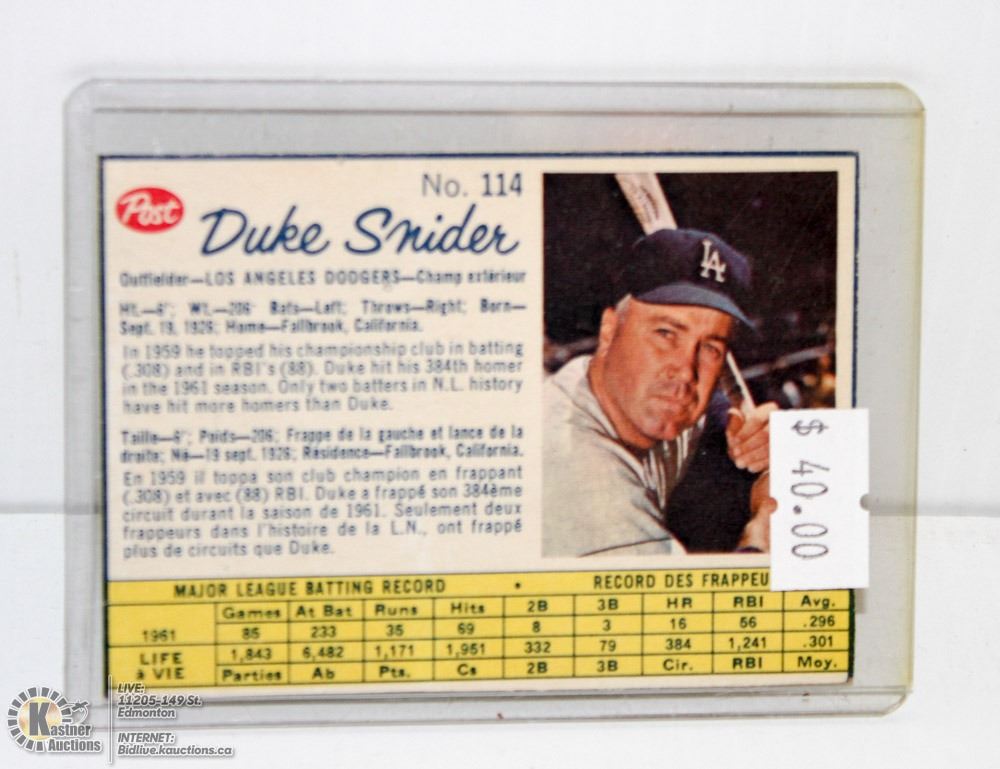 No. 114
Post
Duke Snider
Outfielder—LOS ANGELES DODGERS—Champ extérieur
Ht.—6'; Wt.—206 Bats—Left; Throws—Right; Born—
Sept. 19, 1926; Home—Fallbrook, California.
In 1959 he topped his championship club in batting
(.308) and in RBI's (88). Duke hit his 384th homer
in the 1961 season. Only two batters in N.L. history
have hit more homers than Duke.
Taille—6'; Poids—206; Frappe de la gauche et lance de la
droite; Né—19 sept. 1926; Résidence—Fallbrook, California.
En 1959 il toppa son club champion en frappant
(.308) et avec (88) RBI. Duke a frappé son 384ème
circuit durant la saison de 1961. Seulement deux
frappeurs dans l'histoire de la L.N., ont frappé
plus de circuits que Duke.
LA
$ 40.00
MAJOR LEAGUE BATTING RECORD • RECORD DES FRAPPEU
Games At Bat Runs Hits 2B 3B HR RBI Avg.
1961 85 233 35 69 8 3 16 56 .296
LIFE à VIE 1,843 6,482 1,171 1,951 332 79 384 1,241 .301
Parties Ab Pts. Cs 2B 3B Cir. RBI Moy.
K
Kastner
Auctions
LIVE:
11205-149 St.
Edmonton
INTERNET:
Bidlive.kauctions.ca